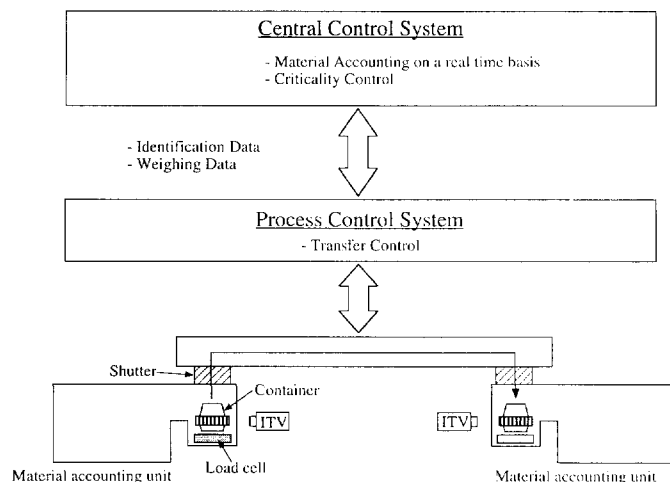 Central Control System
- Material Accounting on a real time basis
- Criticality Control
- Identification Data
- Weighing Data
Process Control System
- Transfer Control
Shutter
Container
ITV
ITV
Load cell
Material accounting unit
Material accounting unit